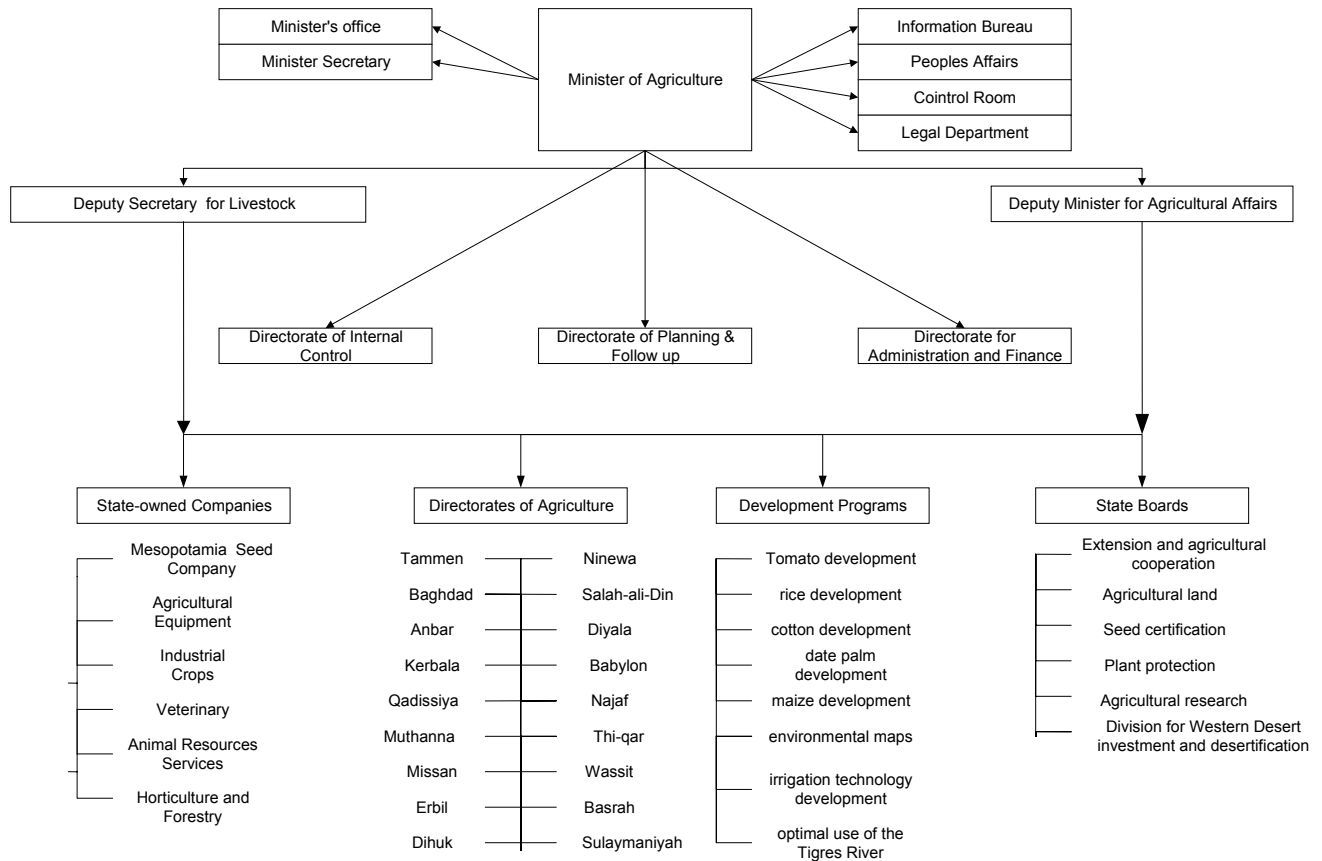 Minister's office
Minister Secretary
Minister of Agriculture
Information Bureau
Peoples Affairs
Cointrol Room
Legal Department
Deputy Secretary for Livestock
Deputy Minister for Agricultural Affairs
Directorate of Internal
Control
Directorate of Planning &
Follow up
Directorate for
Administration and Finance
State-owned Companies
Mesopotamia Seed
Company
Agricultural
Equipment
Industrial
Crops
Veterinary
Animal Resources
Services
Horticulture and
Forestry
Directorates of Agriculture
Tammen
Baghdad
Anbar
Kerbala
Qadissiya
Muthanna
Missan
Erbil
Dihuk
Ninewa
Salah-ali-Din
Diyala
Babylon
Najaf
Thi-qar
Wassit
Basrah
Sulaymaniyah
Development Programs
Tomato development
rice development
cotton development
date palm
development
maize development
environmental maps
irrigation technology
development
optimal use of the
Tigres River
State Boards
Extension and agricultural
cooperation
Agricultural land
Seed certification
Plant protection
Agricultural research
Division for Western Desert
investment and desertification